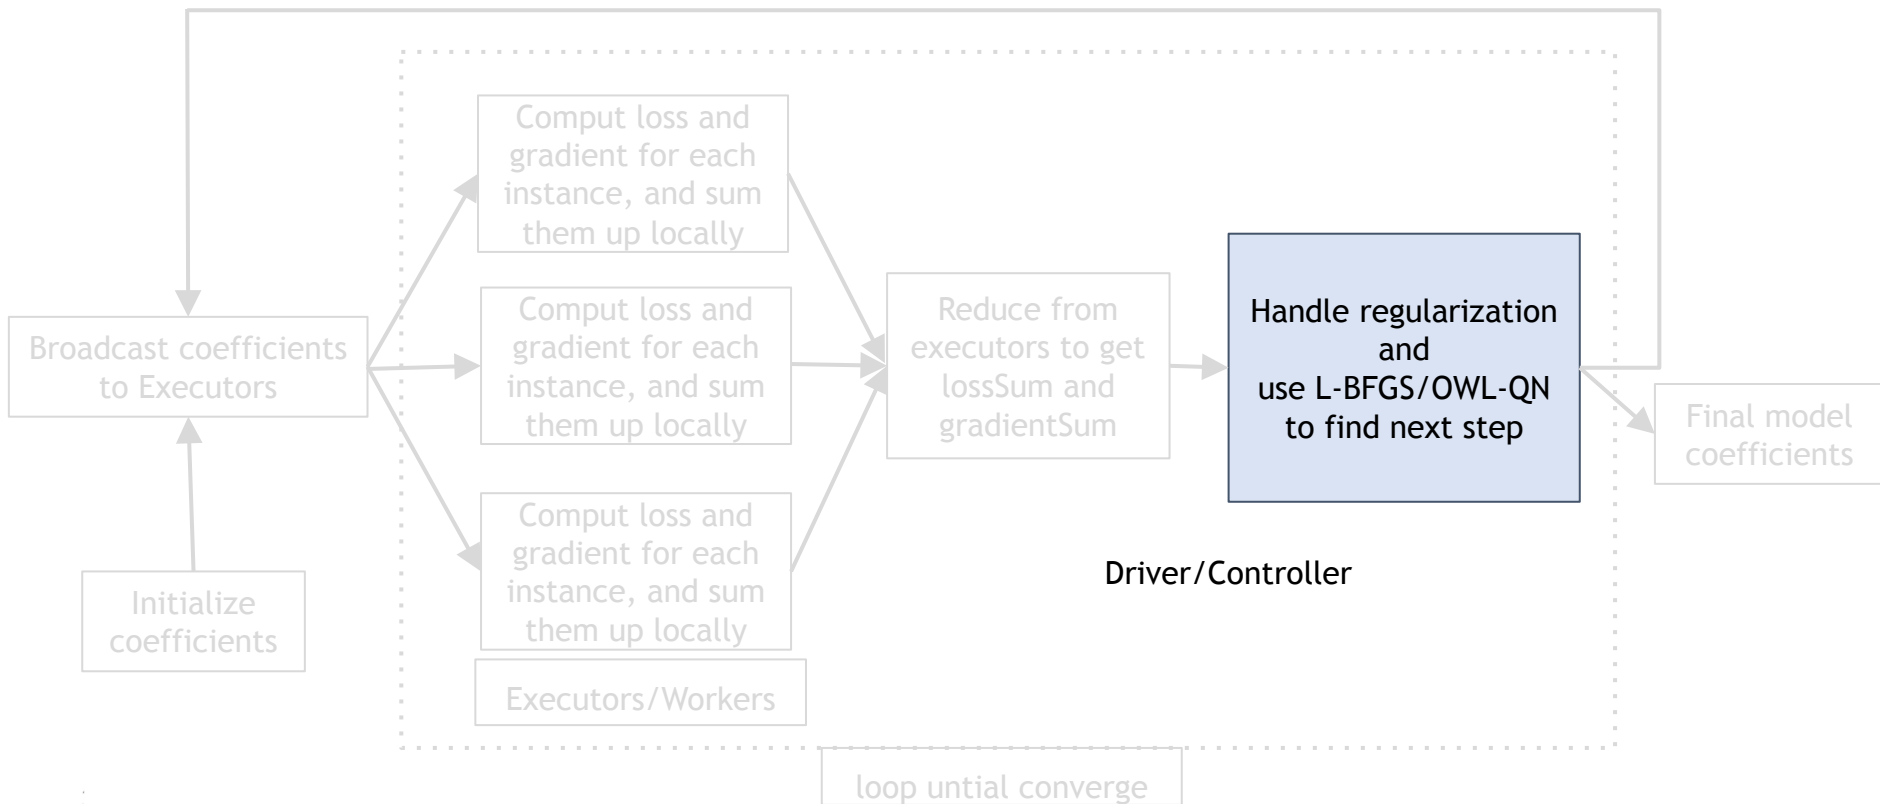 Comput loss and
gradient for each
instance, and sum
them up locally
Broadcast coefficients
to Executors
Comput loss and
gradient for each
instance, and sum
them up locally
Reduce from
executors to get
lossSum and
gradientSum
Handle regularization
and
use L-BFGS/OWL-QN
to find next step
Final model
coefficients
Comput loss and
gradient for each
instance, and sum
them up locally
Driver/Controller
Initialize
coefficients
Executors/Workers
loop untial converge